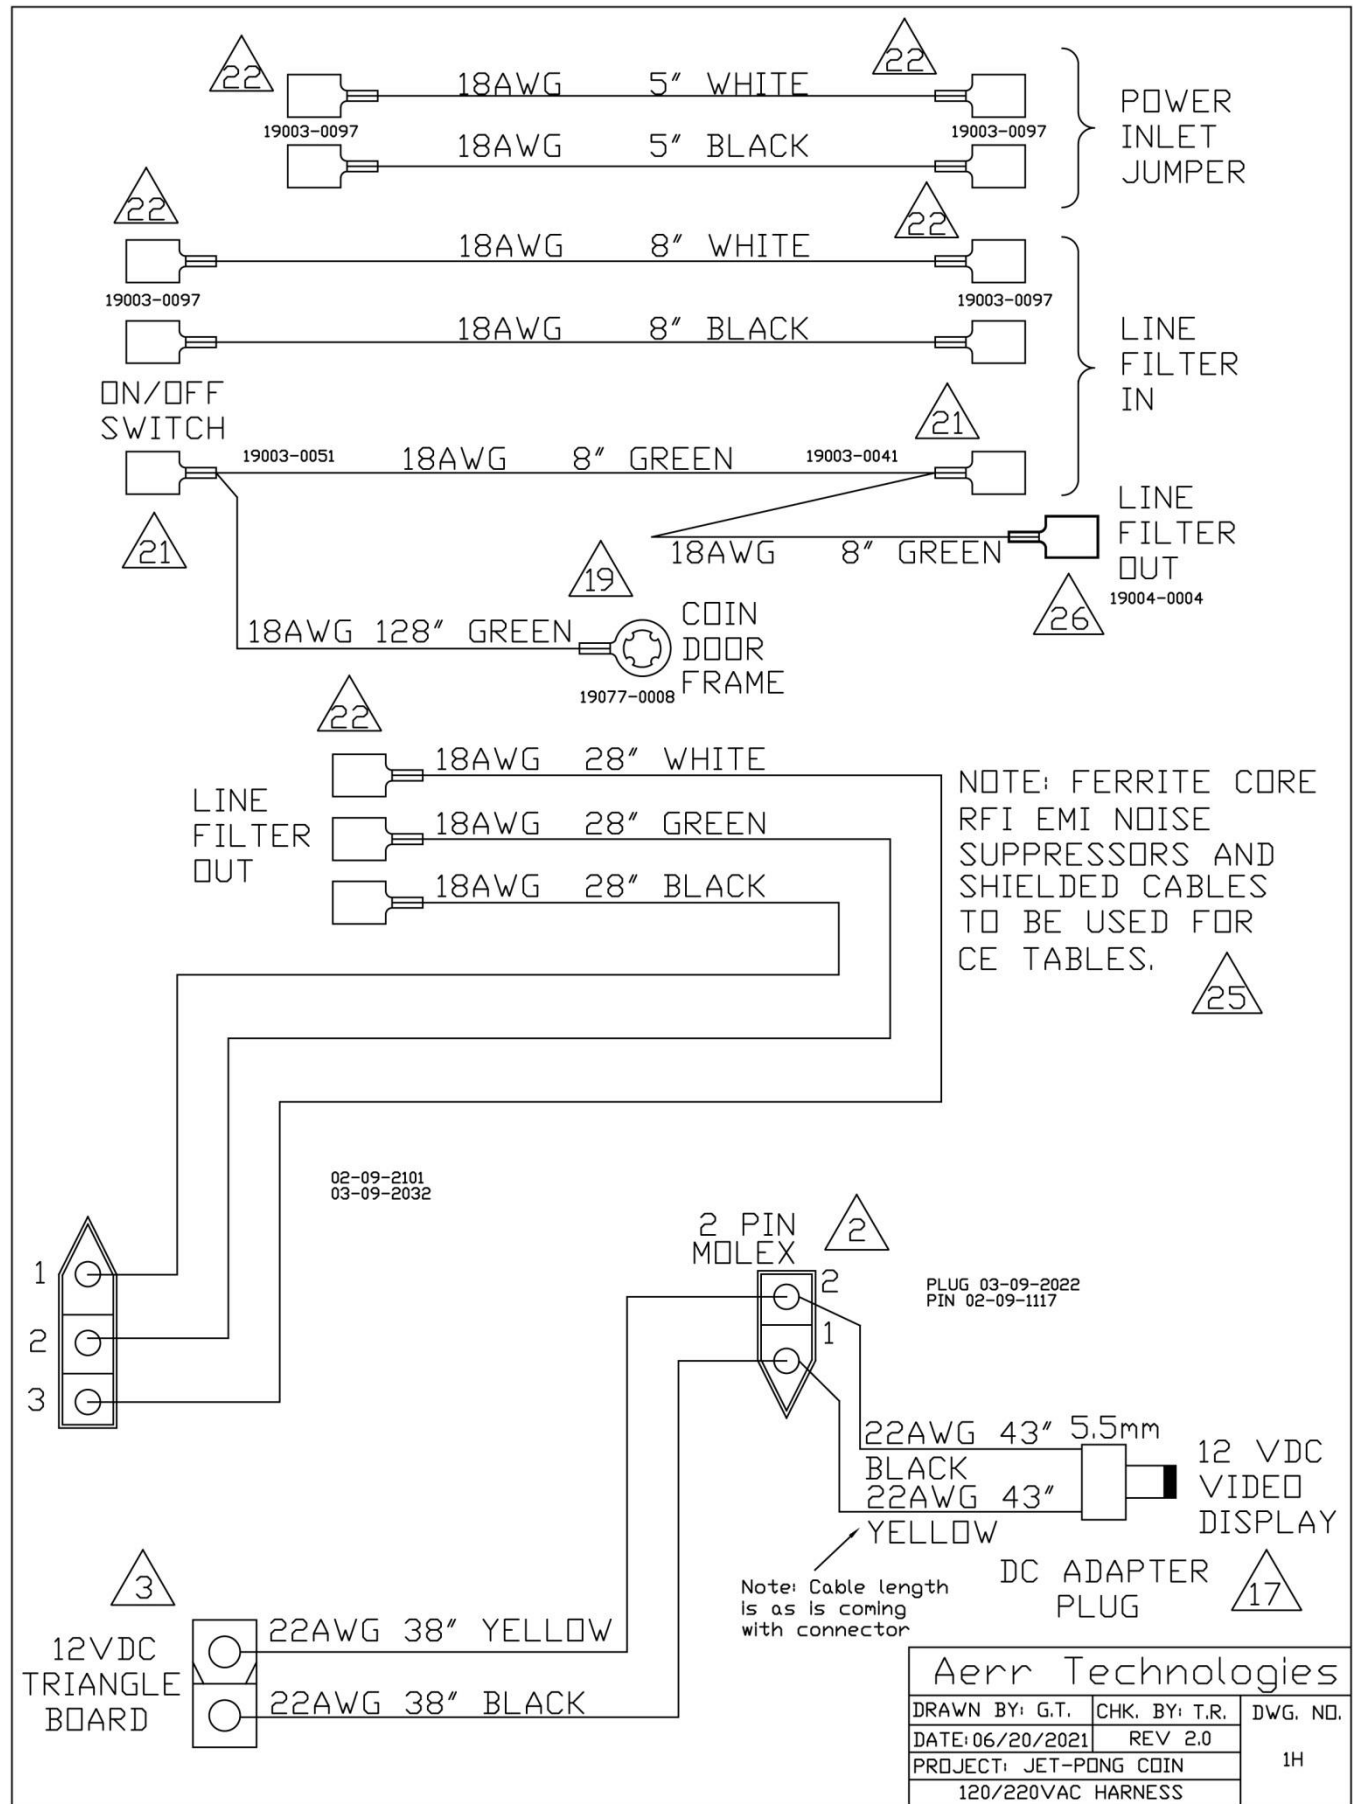 22
22
18AWG 5" WHITE
19003-0097
19003-0097
18AWG 5" BLACK
POWER
INLET
JUMPER
22
22
18AWG 8" WHITE
19003-0097
19003-0097
18AWG 8" BLACK
LINE
FILTER
IN
ON/OFF
SWITCH
21
19003-0051
18AWG 8" GREEN
19003-0041
21
LINE
FILTER
OUT
18AWG 8" GREEN
19004-0004
26
19
18AWG 128" GREEN
COIN
DOOR
FRAME
19077-0008
22
18AWG 28" WHITE
LINE
FILTER
OUT
18AWG 28" GREEN
18AWG 28" BLACK
NOTE: FERRITE CORE
RFI EMI NOISE
SUPPRESSORS AND
SHIELDED CABLES
TO BE USED FOR
CE TABLES.
25
02-09-2101
03-09-2032
1
2
3
2 PIN
MOLEX
2
2
1
PLUG 03-09-2022
PIN 02-09-1117
22AWG 43"
BLACK
22AWG 43"
YELLOW
5.5mm
12 VDC
VIDEO
DISPLAY
DC ADAPTER
PLUG
17
Note: Cable length
is as is coming
with connector
3
12VDC
TRIANGLE
BOARD
22AWG 38" YELLOW
22AWG 38" BLACK
Aerr Technologies
DRAWN BY: G.T. CHK. BY: T.R. DWG. NO.
DATE: 06/20/2021 REV 2.0
PROJECT: JET-PONG COIN
1H
120/220VAC HARNESS